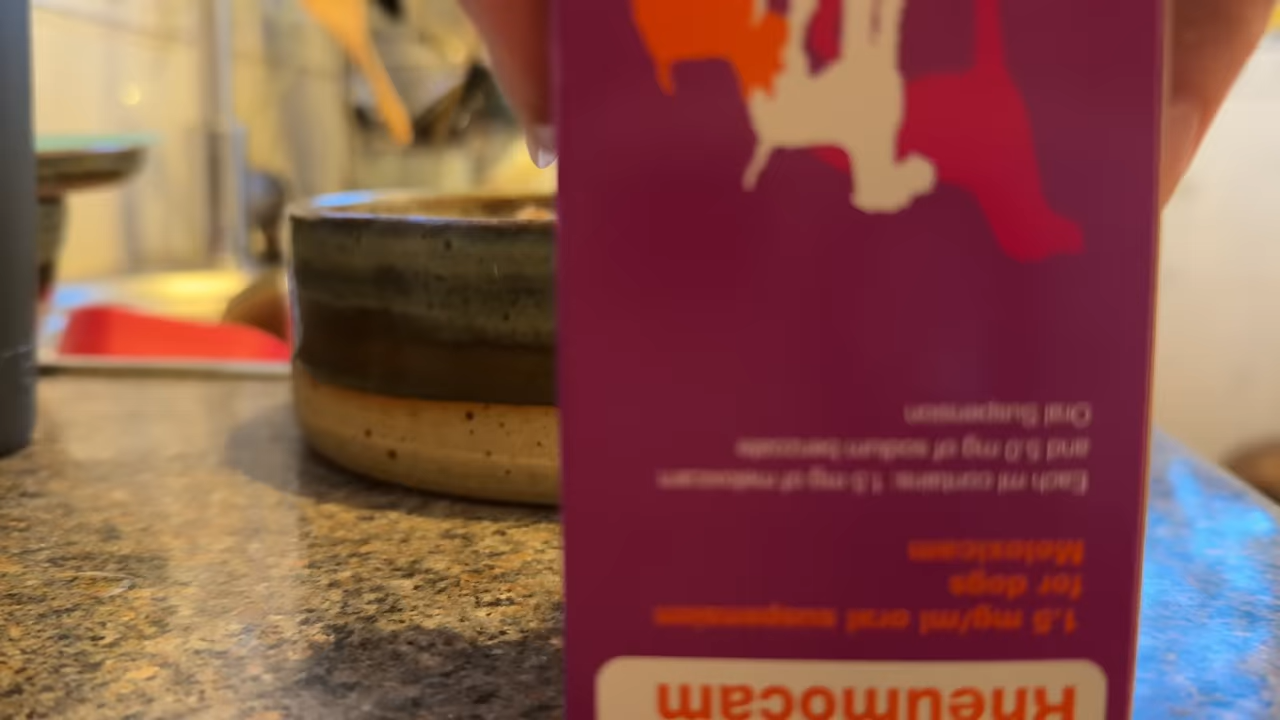 Rheumocam
1.5 mg/ml oral suspension
for dogs
Meloxicam
Each ml contains: 1.5 mg of meloxicam
and 5.0 mg of sodium benzoate
Oral Suspension